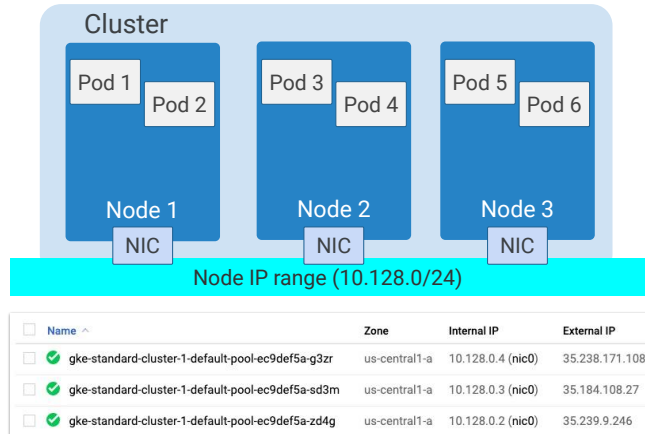 Cluster
Pod 1
Pod 2
Pod 3
Pod 4
Pod 5
Pod 6
Node 1
Node 2
Node 3
NIC
NIC
NIC
Node IP range (10.128.0/24)
Name Zone Internal IP External IP
gke-standard-cluster-1-default-pool-ec9def5a-g3zr us-central1-a 10.128.0.4 (nic0) 35.238.171.108
gke-standard-cluster-1-default-pool-ec9def5a-sd3m us-central1-a 10.128.0.3 (nic0) 35.184.108.27
gke-standard-cluster-1-default-pool-ec9def5a-zd4g us-central1-a 10.128.0.2 (nic0) 35.239.9.246